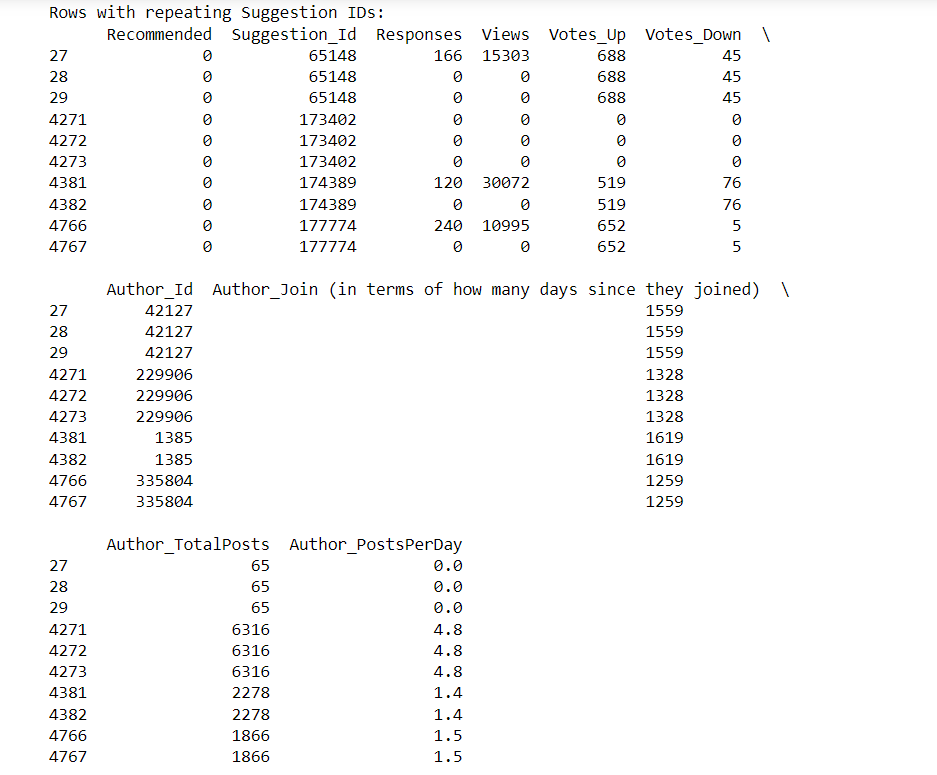 Rows with repeating Suggestion IDs:
Recommended Suggestion_Id Responses Views Votes_Up Votes_Down \
27 0 65148 166 15303 688 45
28 0 65148 0 0 688 45
29 0 65148 0 0 688 45
4271 0 173402 0 0 0 0
4272 0 173402 0 0 0 0
4273 0 173402 0 0 0 0
4381 0 174389 120 30072 519 76
4382 0 174389 0 0 519 76
4766 0 177774 240 10995 652 5
4767 0 177774 0 0 652 5
Author_Id Author_Join (in terms of how many days since they joined) \
27 42127 1559
28 42127 1559
29 42127 1559
4271 229906 1328
4272 229906 1328
4273 229906 1328
4381 1385 1619
4382 1385 1619
4766 335804 1259
4767 335804 1259
Author_TotalPosts Author_PostsPerDay
27 65 0.0
28 65 0.0
29 65 0.0
4271 6316 4.8
4272 6316 4.8
4273 6316 4.8
4381 2278 1.4
4382 2278 1.4
4766 1866 1.5
4767 1866 1.5